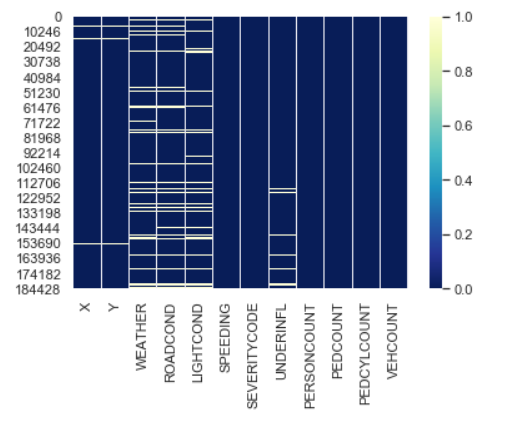 0
10246
20492
30738
40984
51230
61476
71722
81968
92214
102460
112706
122952
133198
143444
153690
163936
174182
184428
X
Y
WEATHER
ROADCOND
LIGHTCOND
SPEEDING
SEVERITYCODE
UNDERINFL
PERSONCOUNT
PEDCOUNT
PEDCYLCOUNT
VEHCOUNT
1.0
0.8
0.6
0.4
0.2
0.0